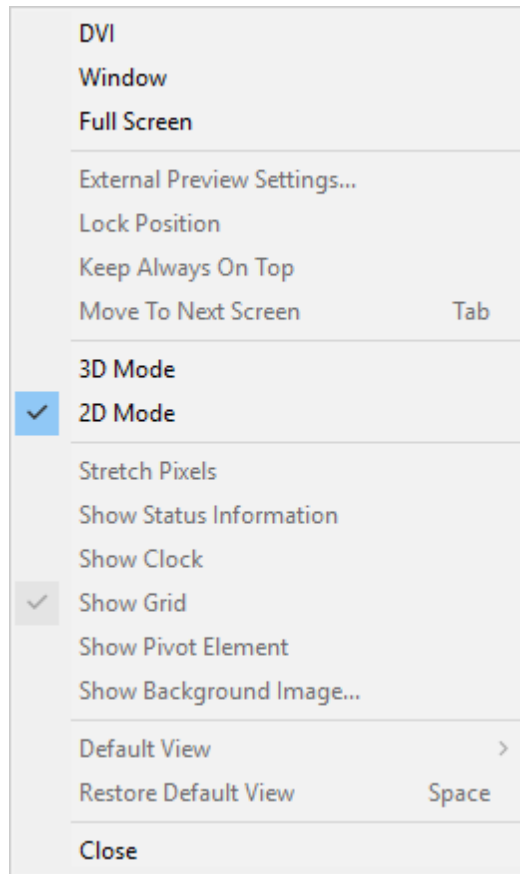 DVI
Window
Full Screen
External Preview Settings...
Lock Position
Keep Always On Top
Move To Next Screen Tab
3D Mode
2D Mode
Stretch Pixels
Show Status Information
Show Clock
Show Grid
Show Pivot Element
Show Background Image...
Default View
Restore Default View Space
Close